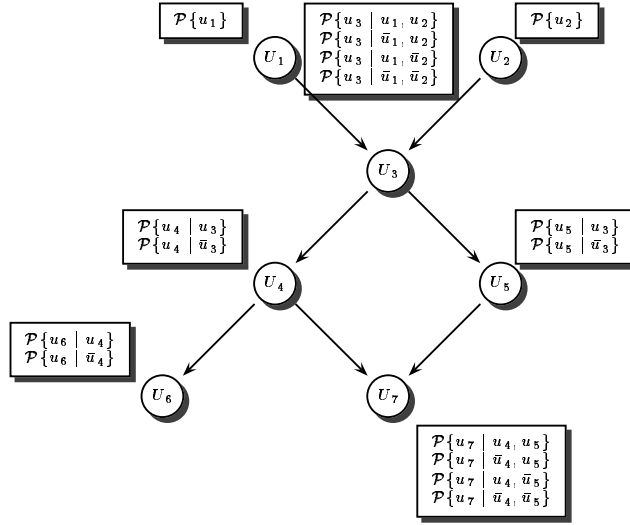 𝒫{u₁}
𝒫{u₃ | u₁, u₂}
𝒫{u₃ | ū₁, u₂}
𝒫{u₃ | u₁, ū₂}
𝒫{u₃ | ū₁, ū₂}
𝒫{u₂}
U₁
U₂
U₃
𝒫{u₄ | u₃}
𝒫{u₄ | ū₃}
𝒫{u₅ | u₃}
𝒫{u₅ | ū₃}
U₄
U₅
𝒫{u₆ | u₄}
𝒫{u₆ | ū₄}
U₆
U₇
𝒫{u₇ | u₄, u₅}
𝒫{u₇ | ū₄, u₅}
𝒫{u₇ | u₄, ū₅}
𝒫{u₇ | ū₄, ū₅}